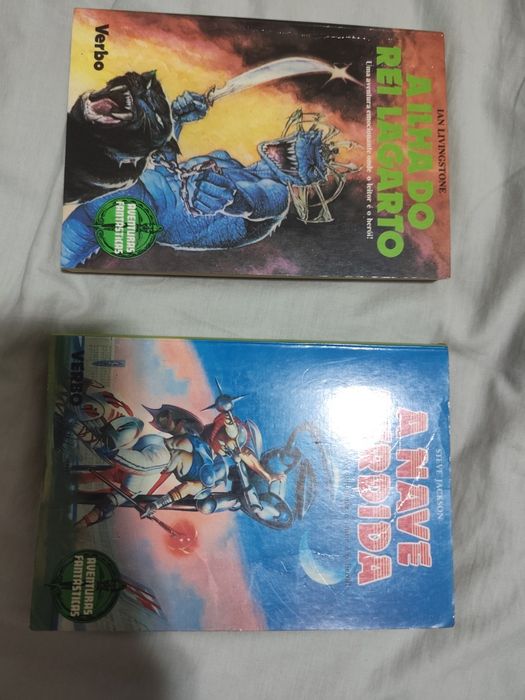 IAN LIVINGSTONE
A ILHA DO
REI LAGARTO
Uma aventura emocionante onde o leitor é o herói!
AVENTURAS
FANTÁSTICAS
Verbo
STEVE JACKSON
A NAVE
PERDIDA
AVENTURAS
FANTÁSTICAS
VERBO